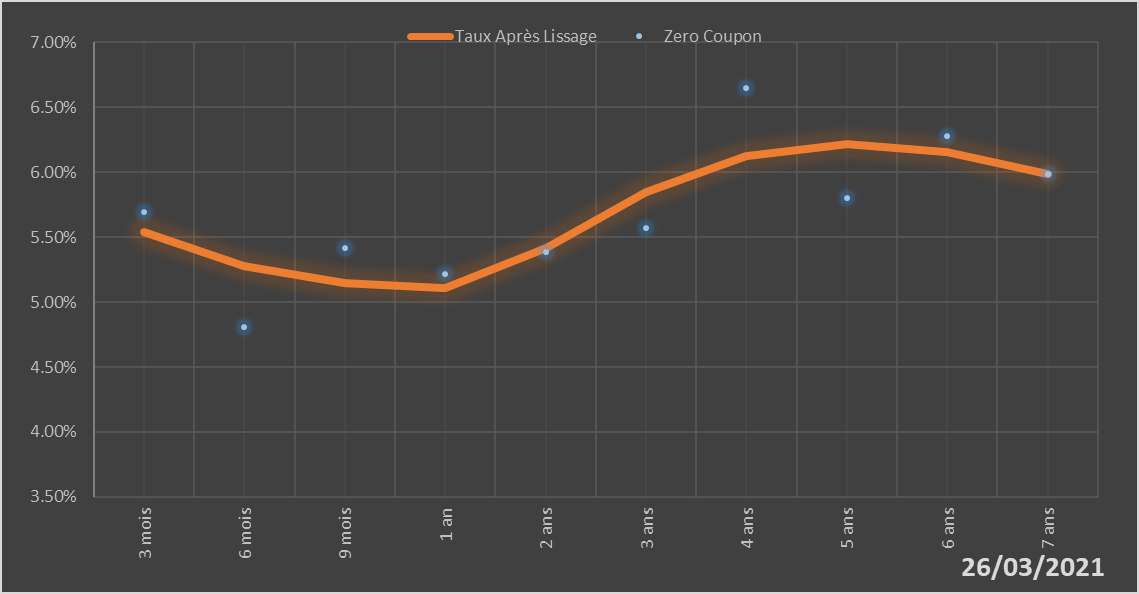 Taux Après Lissage Zero Coupon
7.00%
6.50%
6.00%
5.50%
5.00%
4.50%
4.00%
3.50%
3 mois
6 mois
9 mois
1 an
2 ans
3 ans
4 ans
5 ans
6 ans
7 ans
26/03/2021